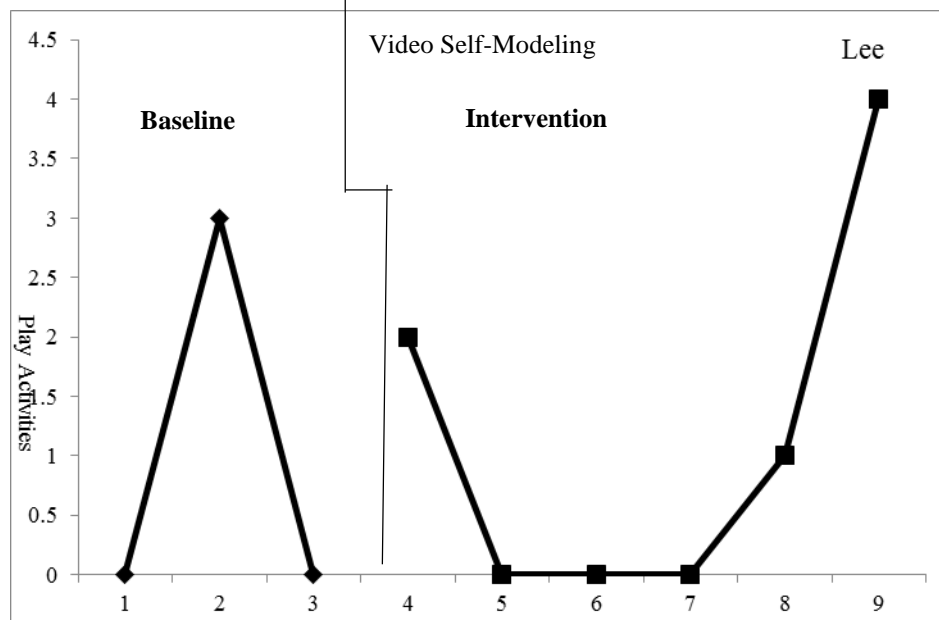 Video Self-Modeling
Lee
Baseline
Intervention
Play Activities
4.5
4
3.5
3
2.5
2
1.5
1
0.5
0
1 2 3 4 5 6 7 8 9